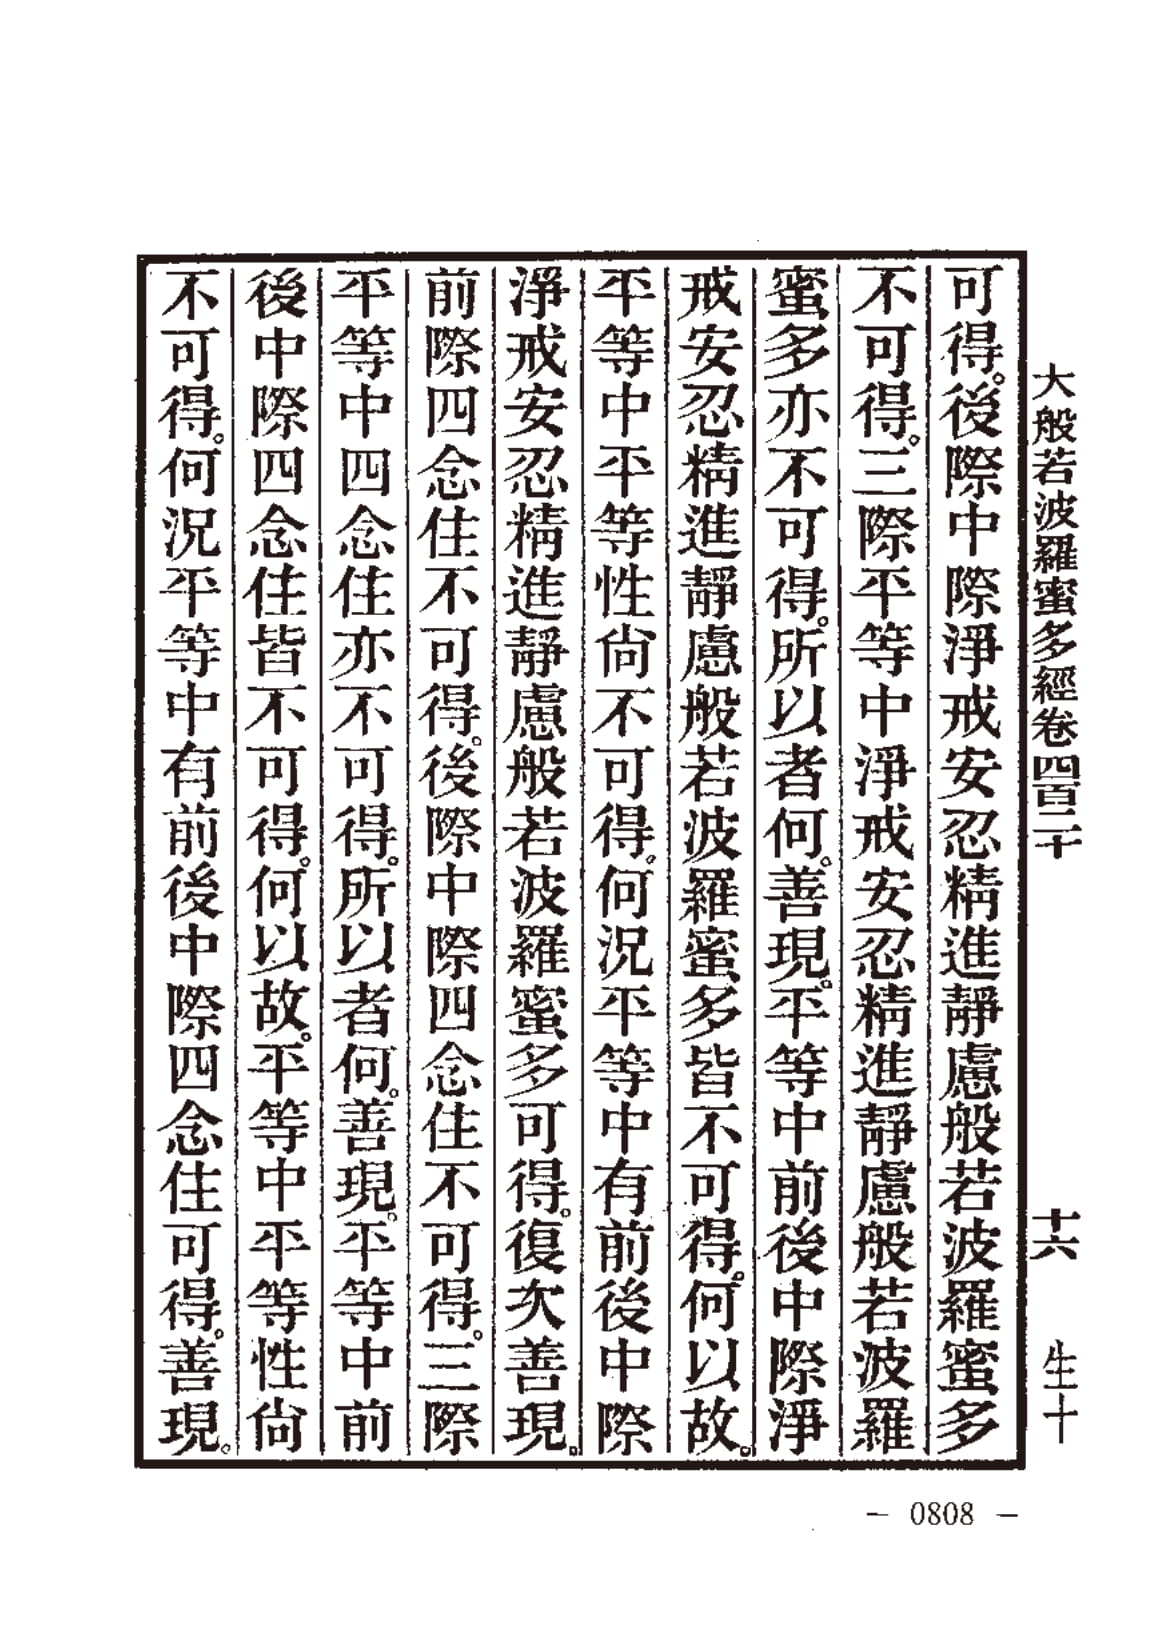 大般若波羅蜜多經卷四百二十 十六 生十
可得。後際中際淨戒安忍精進靜慮般若波羅蜜多
不可得。三際平等中淨戒安忍精進靜慮般若波羅
蜜多亦不可得。所以者何。善現。平等中前後中際淨
戒安忍精進靜慮般若波羅蜜多皆不可得。何以故。
平等中平等性尙不可得。何況平等中有前後中際
淨戒安忍精進靜慮般若波羅蜜多可得。復次善現。
前際四念住不可得。後際中際四念住不可得。三際
平等中四念住亦不可得。所以者何。善現。平等中前
後中際四念住皆不可得。何以故。平等中平等性尙
不可得。何況平等中有前後中際四念住可得。善現。
— 0808 —